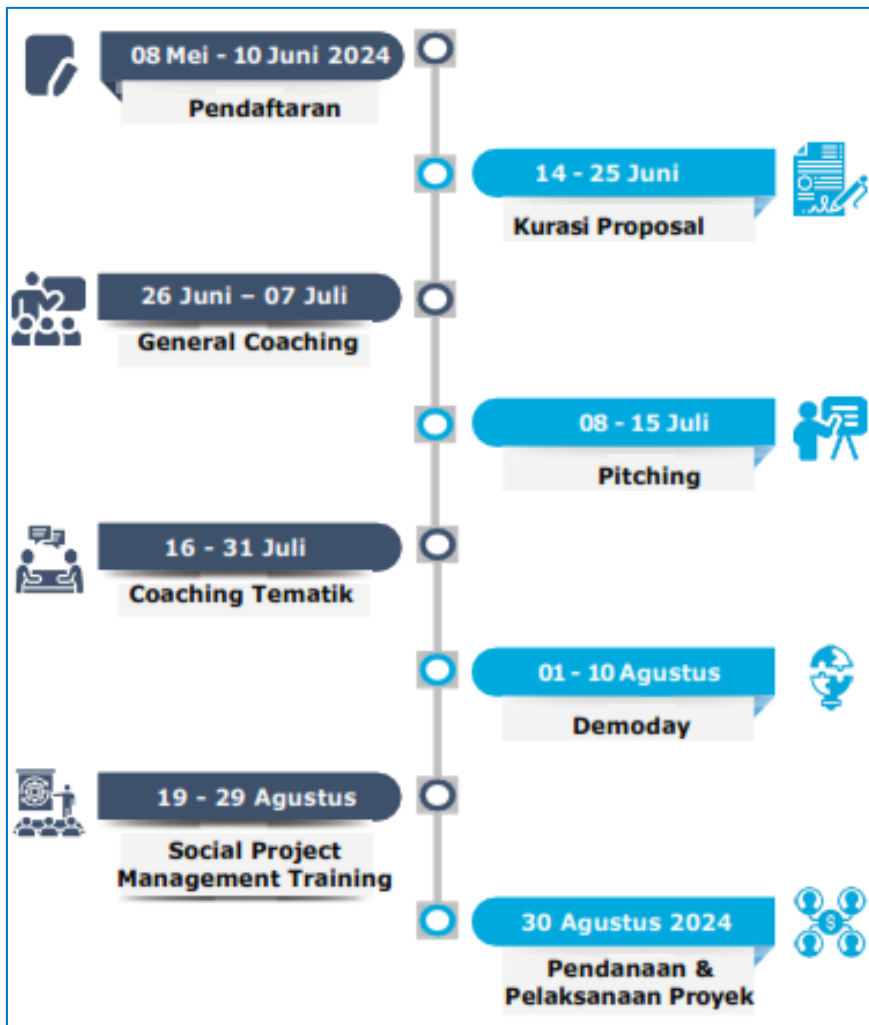 08 Mei - 10 Juni 2024
Pendaftaran
14 - 25 Juni
Kurasi Proposal
26 Juni – 07 Juli
General Coaching
08 - 15 Juli
Pitching
16 - 31 Juli
Coaching Tematik
01 - 10 Agustus
Demoday
19 - 29 Agustus
Social Project
Management Training
30 Agustus 2024
Pendanaan &
Pelaksanaan Proyek